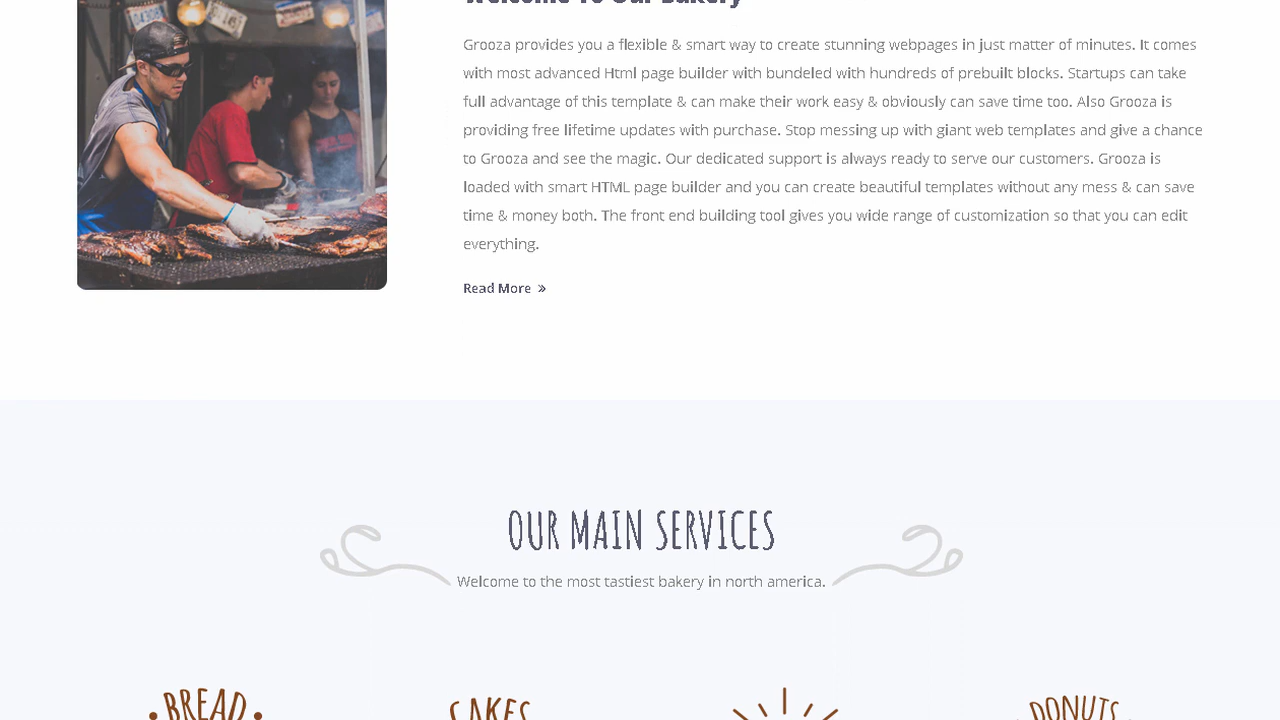 Welcome To Our Bakery
Grooza provides you a flexible & smart way to create stunning webpages in just matter of minutes. It comes
with most advanced Html page builder with bundeled with hundreds of prebuilt blocks. Startups can take
full advantage of this template & can make their work easy & obviously can save time too. Also Grooza is
providing free lifetime updates with purchase. Stop messing up with giant web templates and give a chance
to Grooza and see the magic. Our dedicated support is always ready to serve our customers. Grooza is
loaded with smart HTML page builder and you can create beautiful templates without any mess & can save
time & money both. The front end building tool gives you wide range of customization so that you can edit
everything.
Read More »
OUR MAIN SERVICES
Welcome to the most tastiest bakery in north america.
• BREAD •
CAKES
DONUTS